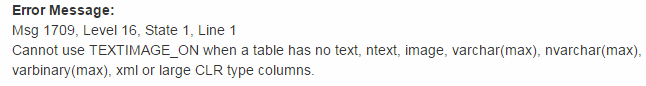 Error Message:
Msg 1709, Level 16, State 1, Line 1
Cannot use TEXTIMAGE_ON when a table has no text, ntext, image, varchar(max), nvarchar(max),
varbinary(max), xml or large CLR type columns.